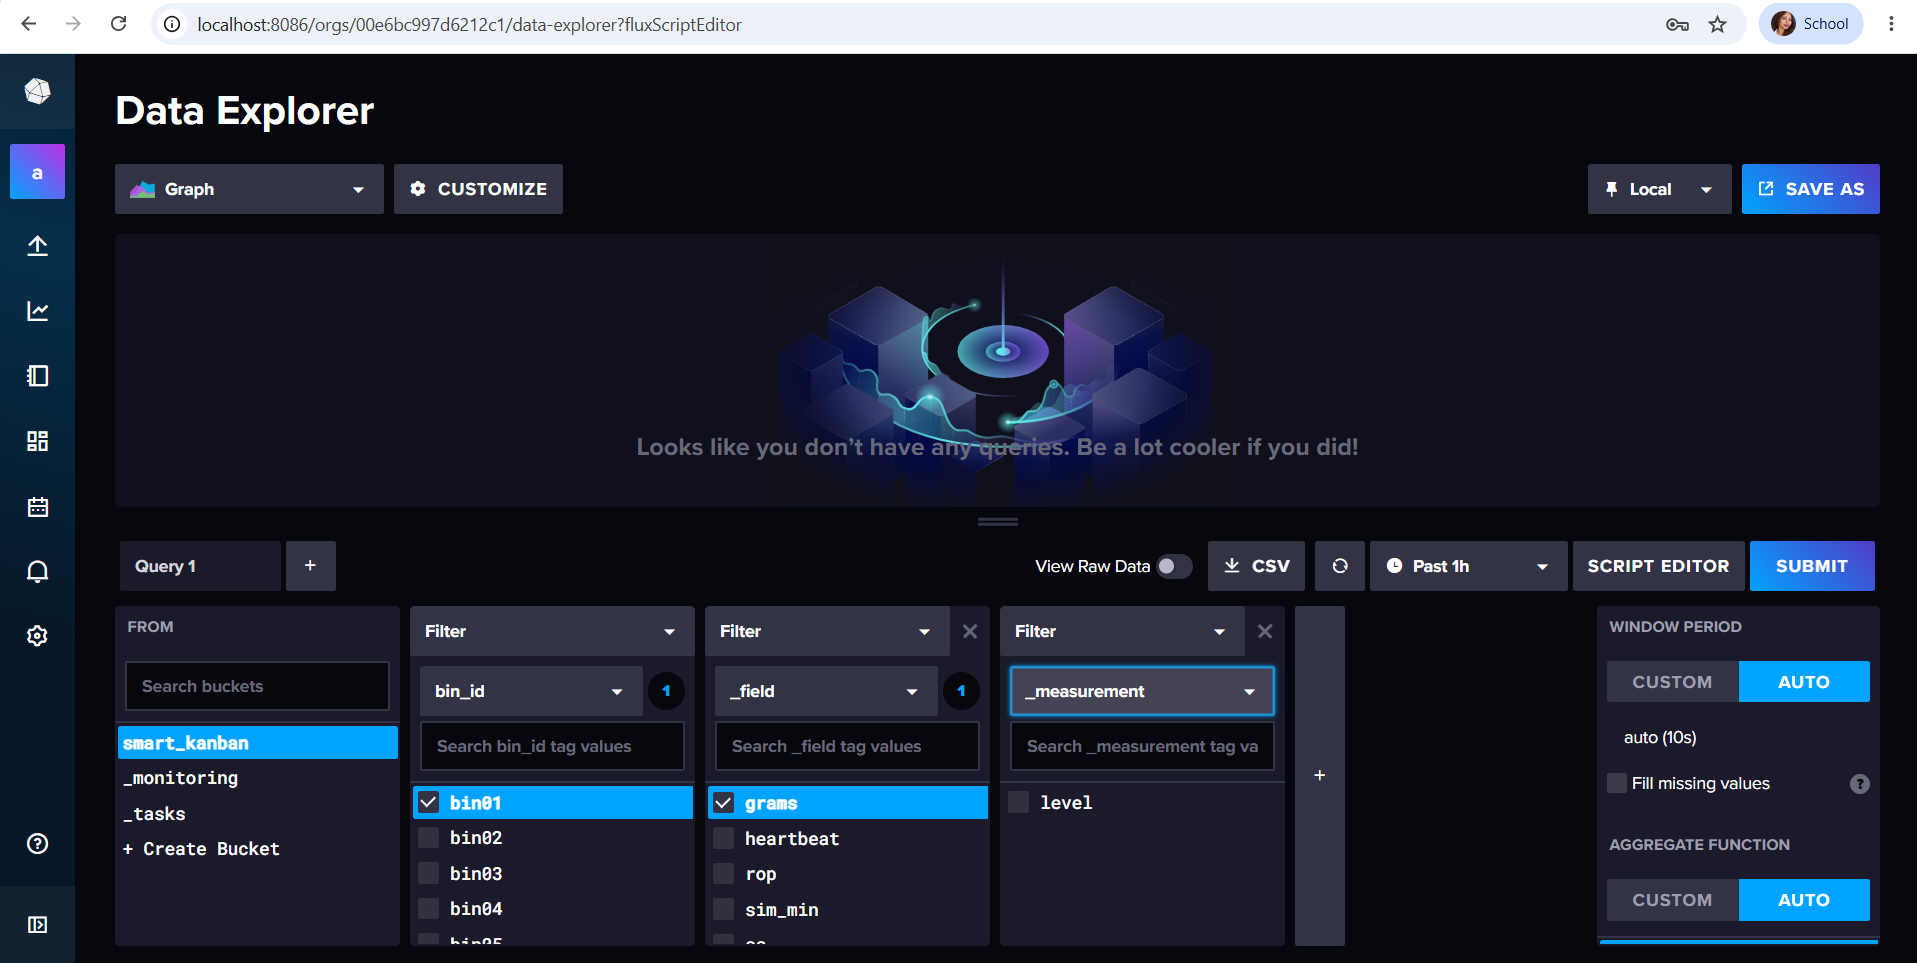 localhost:8086/orgs/00e6bc997d6212c1/data-explorer?fluxScriptEditor
School
a
Data Explorer
Graph
CUSTOMIZE
Local
SAVE AS
Looks like you don't have any queries. Be a lot cooler if you did!
Query 1
+
View Raw Data
CSV
Past 1h
SCRIPT EDITOR
SUBMIT
FROM
Search buckets
smart_kanban
_monitoring
_tasks
+ Create Bucket
Filter
bin_id
1
Search bin_id tag values
bin01
bin02
bin03
bin04
bin05
Filter
_field
1
Search _field tag values
grams
heartbeat
rop
sim_min
Filter
_measurement
Search _measurement tag va
level
+
WINDOW PERIOD
CUSTOM
AUTO
auto (10s)
Fill missing values
?
AGGREGATE FUNCTION
CUSTOM
AUTO